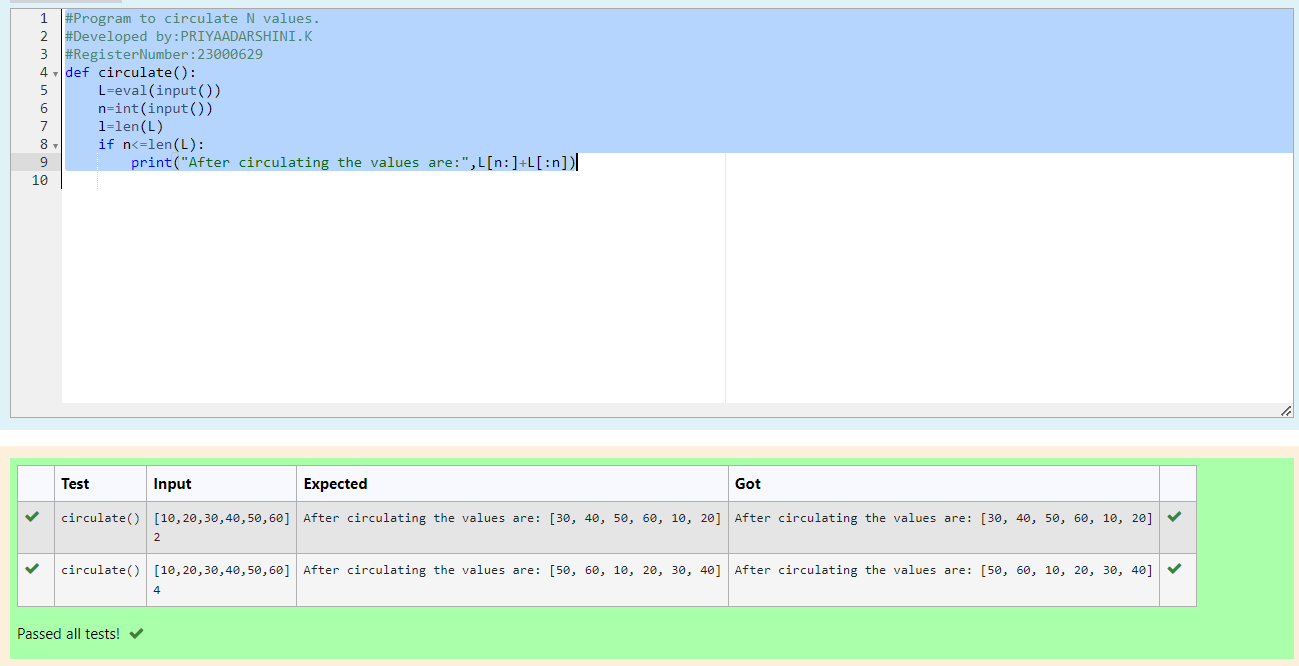 1 #Program to circulate N values.
2 #Developed by:PRIYAADARSHINI.K
3 #RegisterNumber:23000629
4 def circulate():
5     L=eval(input())
6     n=int(input())
7     l=len(L)
8     if n<=len(L):
9         print("After circulating the values are:",L[n:]+L[:n])
10
Test Input Expected Got
circulate() [10,20,30,40,50,60] After circulating the values are: [30, 40, 50, 60, 10, 20] After circulating the values are: [30, 40, 50, 60, 10, 20]
2
circulate() [10,20,30,40,50,60] After circulating the values are: [50, 60, 10, 20, 30, 40] After circulating the values are: [50, 60, 10, 20, 30, 40]
4
Passed all tests!